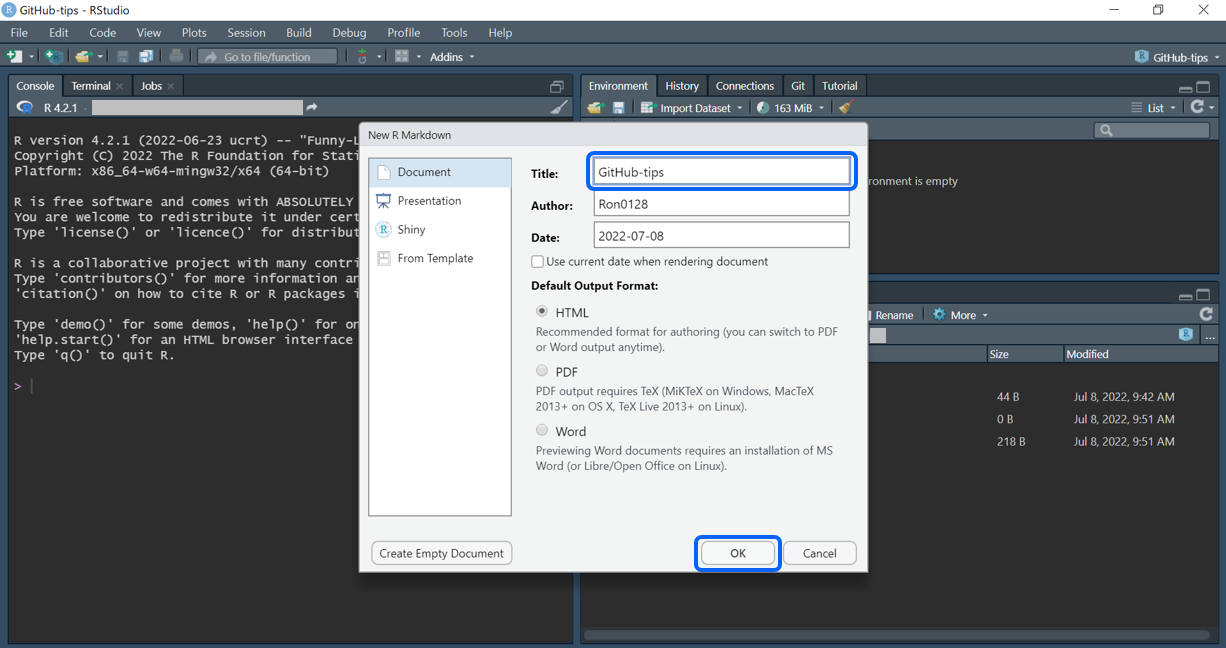 GitHub-tips - RStudio
File Edit Code View Plots Session Build Debug Profile Tools Help
Go to file/function Addins GitHub-tips
Console Terminal Jobs
R 4.2.1 ·
R version 4.2.1 (2022-06-23 ucrt) -- "Funny-L
Copyright (C) 2022 The R Foundation for Stati
Platform: x86_64-w64-mingw32/x64 (64-bit)
R is free software and comes with ABSOLUTELY
You are welcome to redistribute it under cert
Type 'license()' or 'licence()' for distribut
R is a collaborative project with many contri
Type 'contributors()' for more information an
'citation()' on how to cite R or R packages i
Type 'demo()' for some demos, 'help()' for on
'help.start()' for an HTML browser interface
Type 'q()' to quit R.
>
New R Markdown
Document
Presentation
Shiny
From Template
Title: GitHub-tips
Author: Ron0128
Date: 2022-07-08
Use current date when rendering document
Default Output Format:
HTML
Recommended format for authoring (you can switch to PDF
or Word output anytime).
PDF
PDF output requires TeX (MiKTeX on Windows, MacTeX
2013+ on OS X, TeX Live 2013+ on Linux).
Word
Previewing Word documents requires an installation of MS
Word (or Libre/Open Office on Linux).
Create Empty Document OK Cancel
Environment History Connections Git Tutorial
Import Dataset 163 MiB List
ronment is empty
Rename More
...
Size Modified
44 B Jul 8, 2022, 9:42 AM
0 B Jul 8, 2022, 9:51 AM
218 B Jul 8, 2022, 9:51 AM